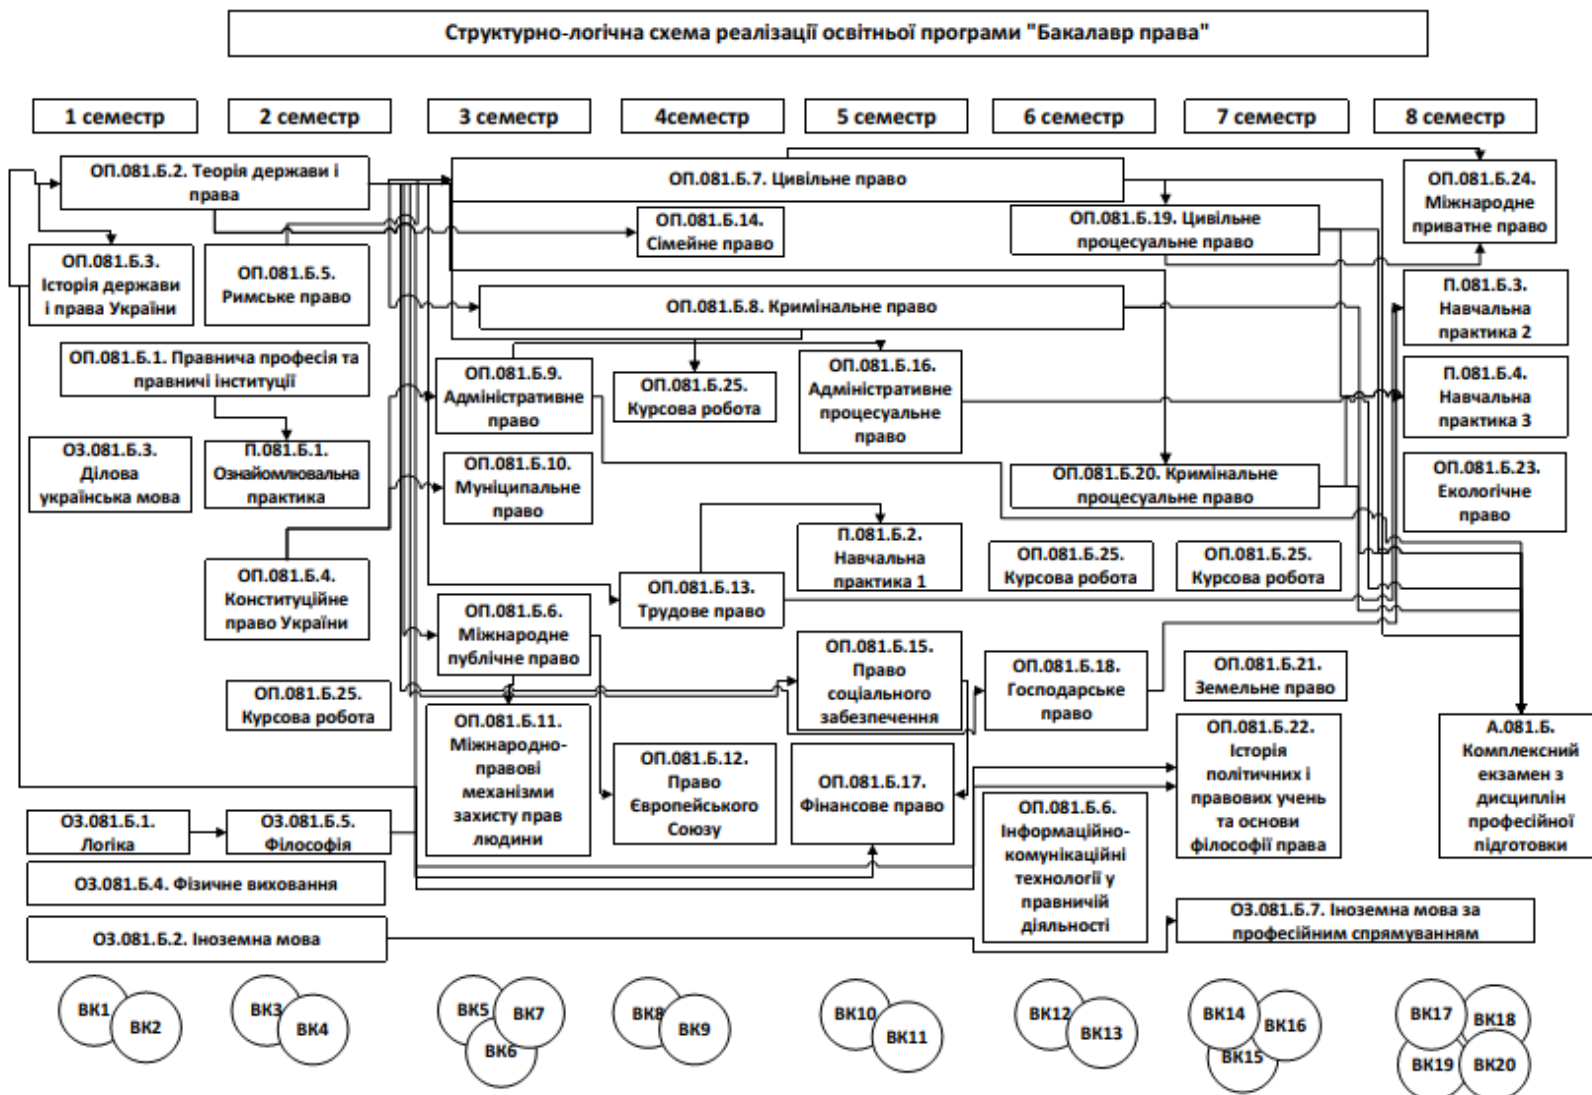 Структурно-логічна схема реалізації освітньої програми "Бакалавр права"
1 семестр
2 семестр
3 семестр
4семестр
5 семестр
6 семестр
7 семестр
8 семестр
ОП.081.Б.2. Теорія держави і
права
ОП.081.Б.7. Цивільне право
ОП.081.Б.24.
Міжнародне
приватне право
ОП.081.Б.14.
Сімейне право
ОП.081.Б.19. Цивільне
процесуальне право
ОП.081.Б.3.
Історія держави
і права України
ОП.081.Б.5.
Римське право
ОП.081.Б.8. Кримінальне право
П.081.Б.3.
Навчальна
практика 2
ОП.081.Б.1. Правнича професія та
правничі інституції
ОП.081.Б.9.
Адміністративне
право
ОП.081.Б.25.
Курсова робота
ОП.081.Б.16.
Адміністративне
процесуальне
право
П.081.Б.4.
Навчальна
практика 3
ОЗ.081.Б.3.
Ділова
українська мова
П.081.Б.1.
Ознайомлювальна
практика
ОП.081.Б.10.
Муніципальне
право
ОП.081.Б.20. Кримінальне
процесуальне право
ОП.081.Б.23.
Екологічне
право
П.081.Б.2.
Навчальна
практика 1
ОП.081.Б.25.
Курсова робота
ОП.081.Б.25.
Курсова робота
ОП.081.Б.4.
Конституційне
право України
ОП.081.Б.13.
Трудове право
ОП.081.Б.6.
Міжнародне
публічне право
ОП.081.Б.15.
Право
соціального
забезпечення
ОП.081.Б.18.
Господарське
право
ОП.081.Б.21.
Земельне право
ОП.081.Б.25.
Курсова робота
ОП.081.Б.11.
Міжнародно-
правові
механізми
захисту прав
людини
ОП.081.Б.12.
Право
Європейського
Союзу
ОП.081.Б.17.
Фінансове право
ОП.081.Б.6.
Інформаційно-
комунікаційні
технології у
правничій
діяльності
ОП.081.Б.22.
Історія
політичних і
правових учень
та основи
філософії права
А.081.Б.
Комплексний
екзамен з
дисциплін
професійної
підготовки
ОЗ.081.Б.1.
Логіка
ОЗ.081.Б.5.
Філософія
ОЗ.081.Б.4. Фізичне виховання
ОЗ.081.Б.2. Іноземна мова
ОЗ.081.Б.7. Іноземна мова за
професійним спрямуванням
ВК1
ВК2
ВК3
ВК4
ВК5
ВК6
ВК7
ВК8
ВК9
ВК10
ВК11
ВК12
ВК13
ВК14
ВК15
ВК16
ВК17
ВК18
ВК19
ВК20